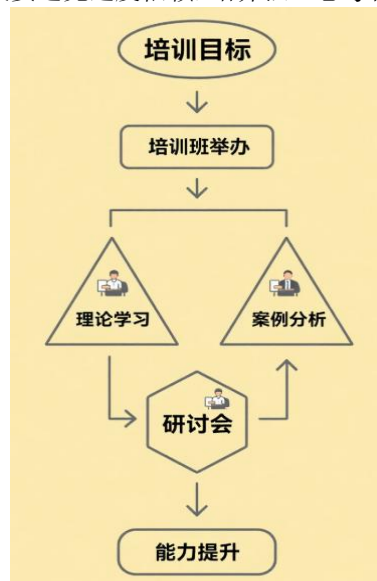 培训目标
培训班举办
理论学习
案例分析
研讨会
能力提升